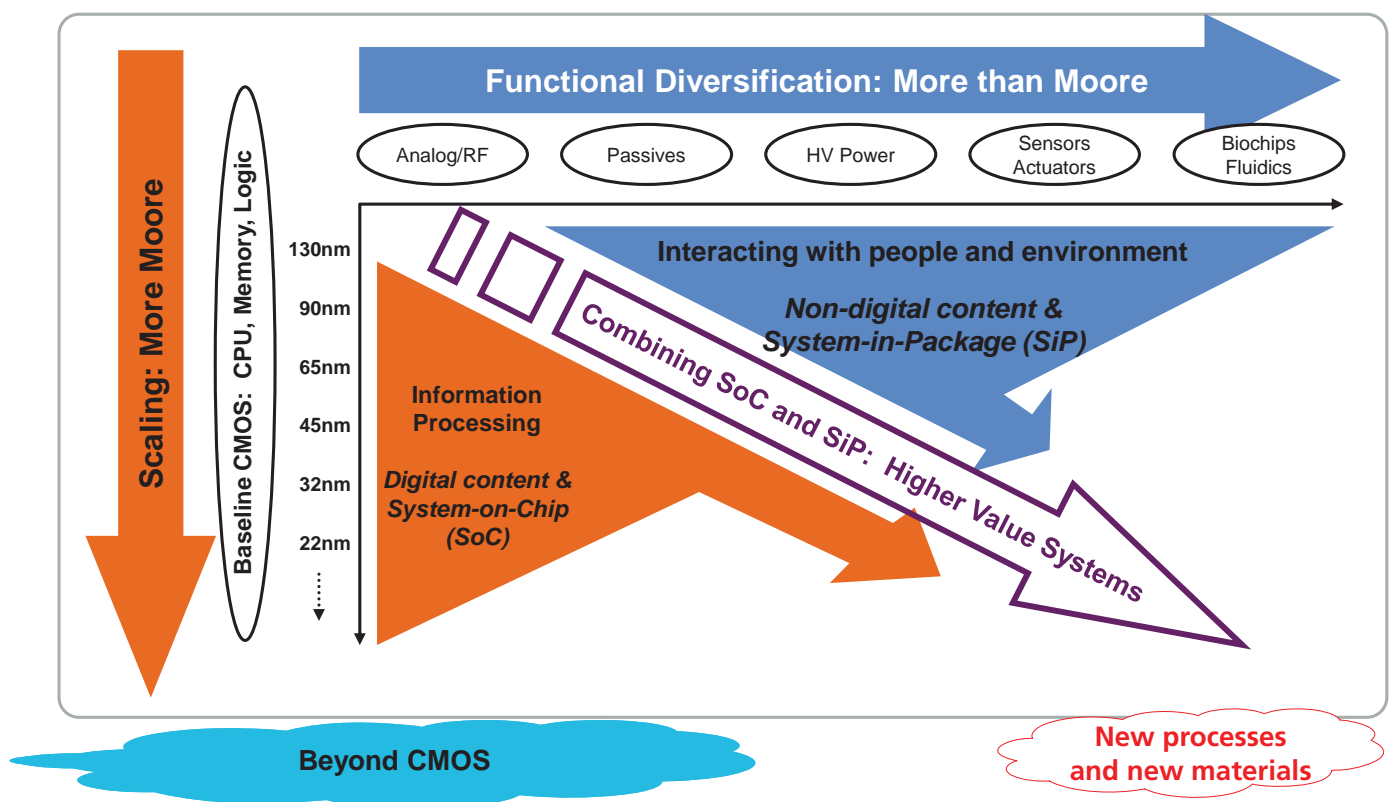 Functional Diversification: More than Moore
Analog/RF
Passives
HV Power
Sensors
Actuators
Biochips
Fluidics
Scaling: More Moore
Baseline CMOS: CPU, Memory, Logic
130nm
90nm
65nm
45nm
32nm
22nm
Interacting with people and environment
Non-digital content &
System-in-Package (SiP)
Combining SoC and SiP: Higher Value Systems
Information
Processing
Digital content &
System-on-Chip
(SoC)
Beyond CMOS
New processes
and new materials